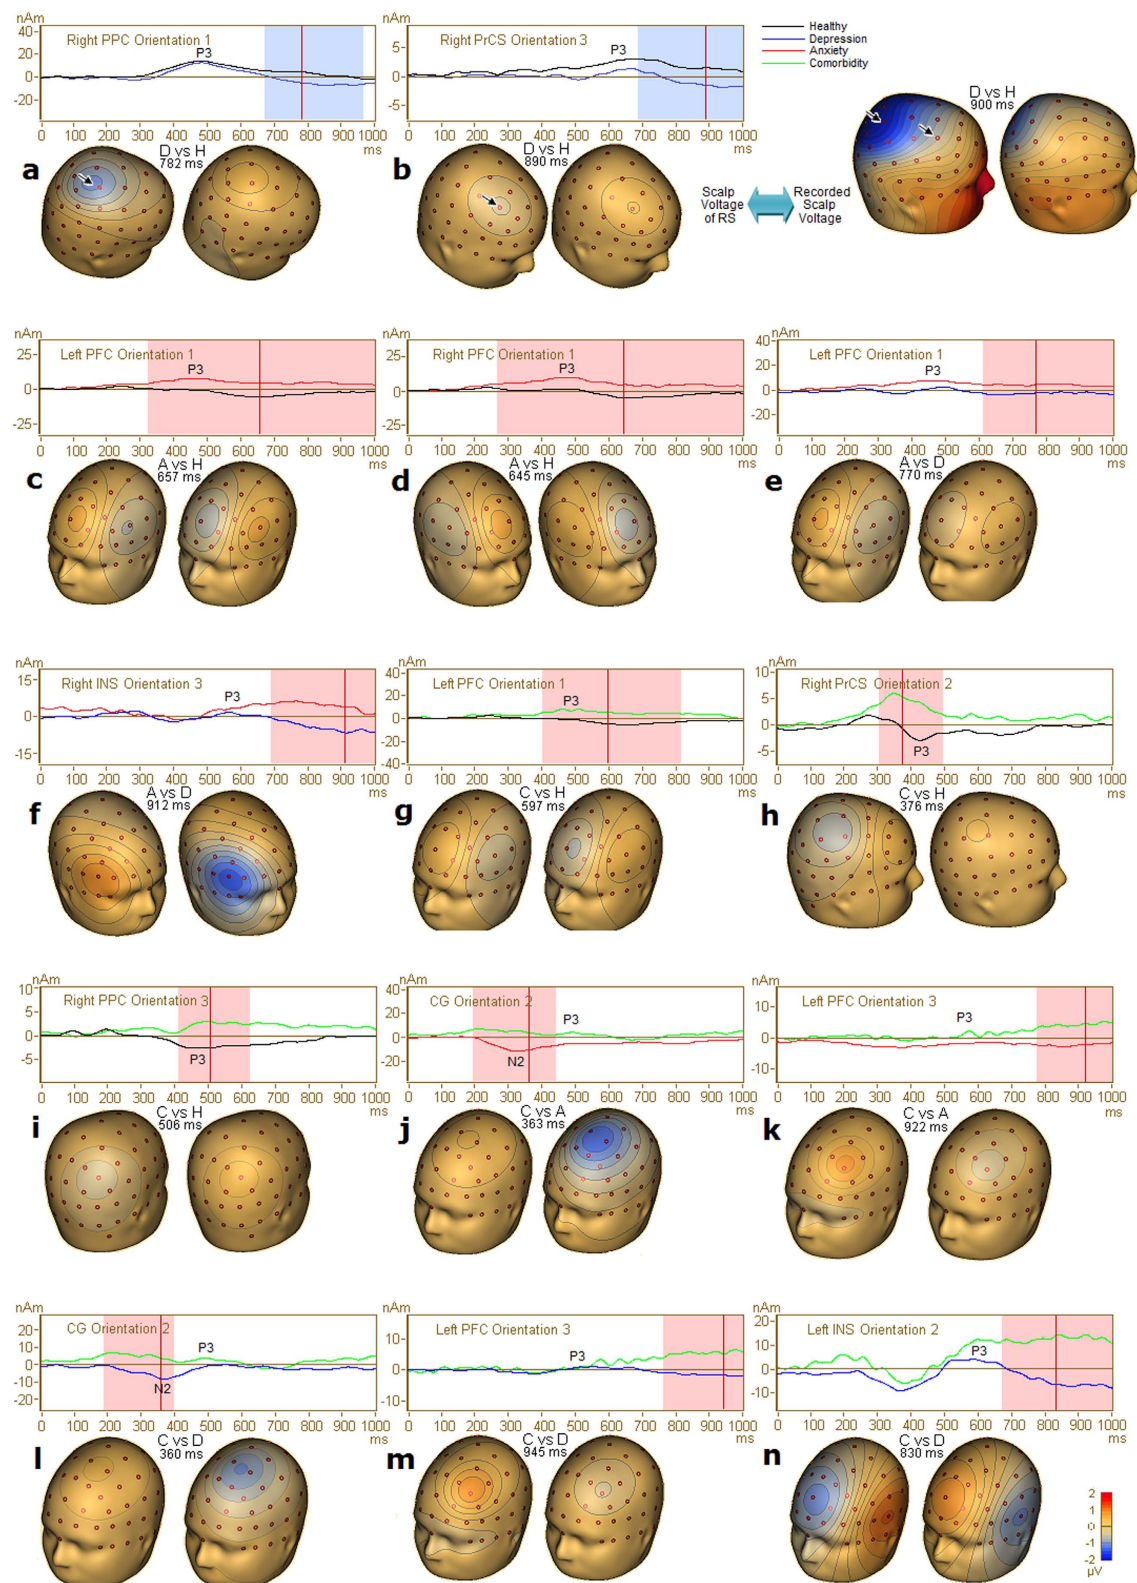 nAm
40
20
0
-20
Right PPC Orientation 1
P3
0 100 200 300 400 500 600 700 800 900 1000
ms
a
D vs H
782 ms
nAm
5
0
-5
Right PrCS Orientation 3
P3
0 100 200 300 400 500 600 700 800 900 1000
ms
b
D vs H
890 ms
Healthy
Depression
Anxiety
Comorbidity
D vs H
900 ms
Scalp
Voltage
of RS
Recorded
Scalp
Voltage
nAm
25
0
-25
Left PFC Orientation 1
P3
0 100 200 300 400 500 600 700 800 900 1000
ms
c
A vs H
657 ms
nAm
25
0
-25
Right PFC Orientation 1
P3
0 100 200 300 400 500 600 700 800 900 1000
ms
d
A vs H
645 ms
nAm
40
20
0
-20
Left PFC Orientation 1
P3
0 100 200 300 400 500 600 700 800 900 1000
ms
e
A vs D
770 ms
nAm
15
0
-15
Right INS Orientation 3
P3
0 100 200 300 400 500 600 700 800 900 1000
ms
f
A vs D
912 ms
nAm
40
20
0
-20
-40
Left PFC Orientation 1
P3
0 100 200 300 400 500 600 700 800 900 1000
ms
g
C vs H
597 ms
nAm
10
5
0
-5
Right PrCS Orientation 2
P3
0 100 200 300 400 500 600 700 800 900 1000
ms
h
C vs H
376 ms
nAm
10
5
0
-5
Right PPC Orientation 3
P3
0 100 200 300 400 500 600 700 800 900 1000
ms
i
C vs H
506 ms
nAm
40
20
0
-20
CG Orientation 2
P3
N2
0 100 200 300 400 500 600 700 800 900 1000
ms
j
C vs A
363 ms
nAm
10
0
-10
Left PFC Orientation 3
P3
0 100 200 300 400 500 600 700 800 900 1000
ms
k
C vs A
922 ms
nAm
20
10
0
-10
-20
CG Orientation 2
P3
N2
0 100 200 300 400 500 600 700 800 900 1000
ms
l
C vs D
360 ms
nAm
10
0
-10
Left PFC Orientation 3
P3
0 100 200 300 400 500 600 700 800 900 1000
ms
m
C vs D
945 ms
nAm
20
10
0
-10
Left INS Orientation 2
P3
0 100 200 300 400 500 600 700 800 900 1000
ms
n
C vs D
830 ms
2
1
0
-1
-2
µV